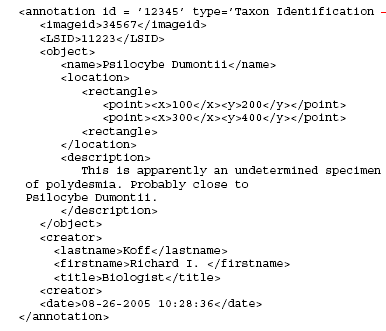 <annotation id = ’12345’ type=’Taxon Identification –
<imageid>34567</imageid>
<LSID>11223</LSID>
<object>
<name>Psilocybe Dumontii</name>
<location>
<rectangle>
<point><x>100</x><y>200</y></point>
<point><x>300</x><y>400</y></point>
<rectangle>
</location>
<description>
This is apparently an undetermined specimen
of polydesmia. Probably close to
Psilocybe Dumontii.
</description>
</object>
<creator>
<lastname>Koff</lastname>
<firstname>Richard I. </firstname>
<title>Biologist</title>
<creator>
<date>08-26-2005 10:28:36</date>
</annotation>